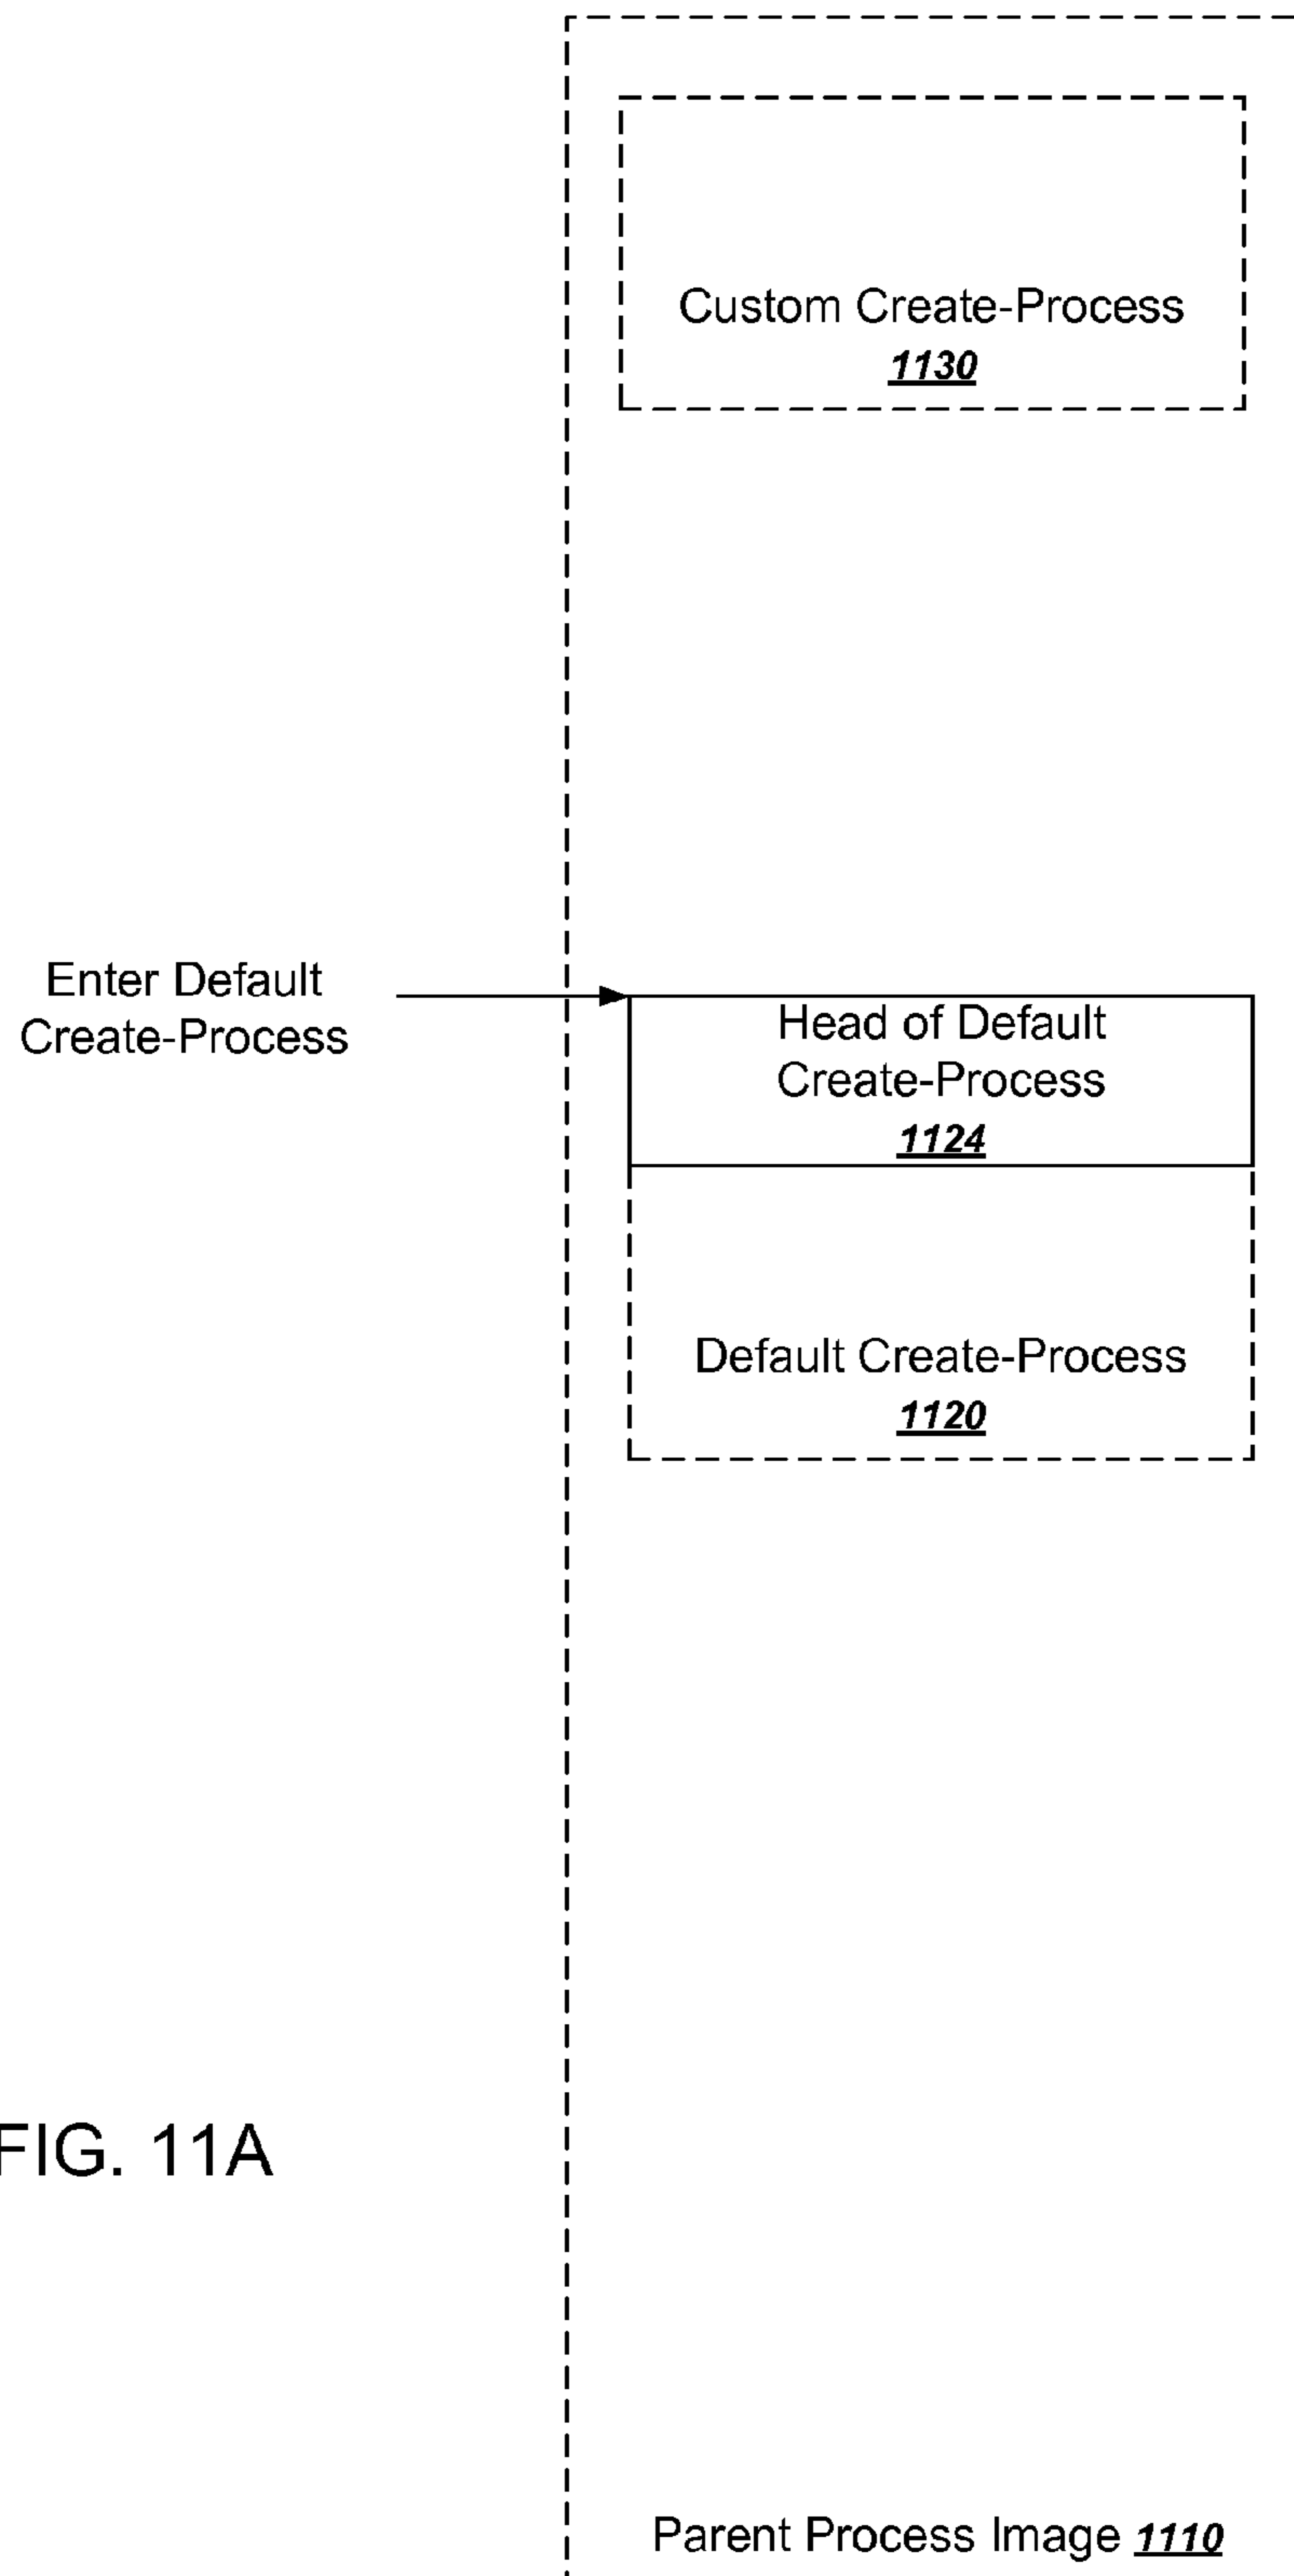 Custom Create-Process
1130
Enter Default
Create-Process
Head of Default
Create-Process
1124
Default Create-Process
1120
FIG. 11A
Parent Process Image 1110